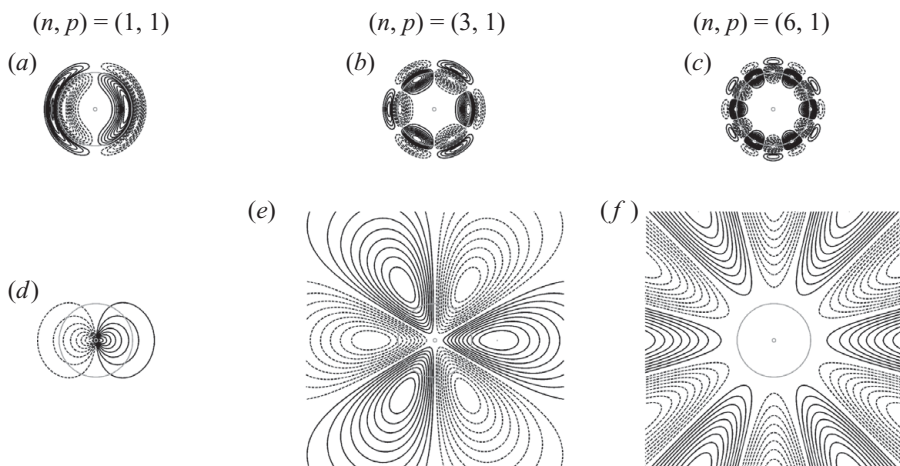 (n, p) = (1, 1) (n, p) = (3, 1) (n, p) = (6, 1)
(a) (b) (c)
(e) (f )
(d)